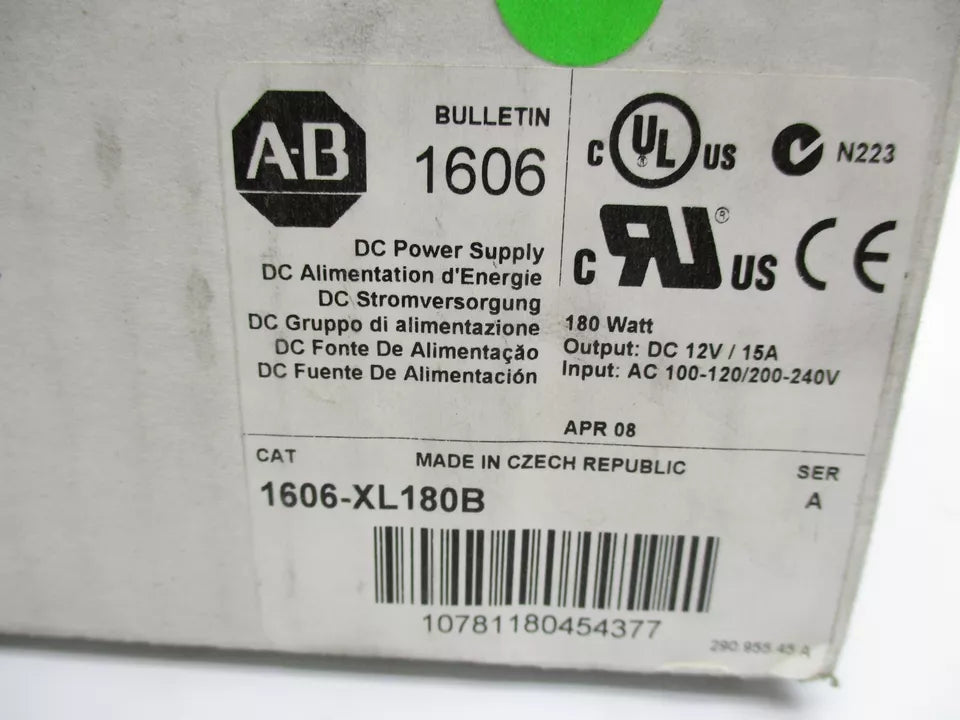 A-B
BULLETIN
1606
DC Power Supply
DC Alimentation d'Energie
DC Stromversorgung
DC Gruppo di alimentazione
DC Fonte De Alimentação
DC Fuente De Alimentación
C UL US
N223
C RU ® US
CE
180 Watt
Output: DC 12V / 15A
Input: AC 100-120/200-240V
APR 08
CAT
MADE IN CZECH REPUBLIC
SER
1606-XL180B
A
10781180454377
290.955.45 A